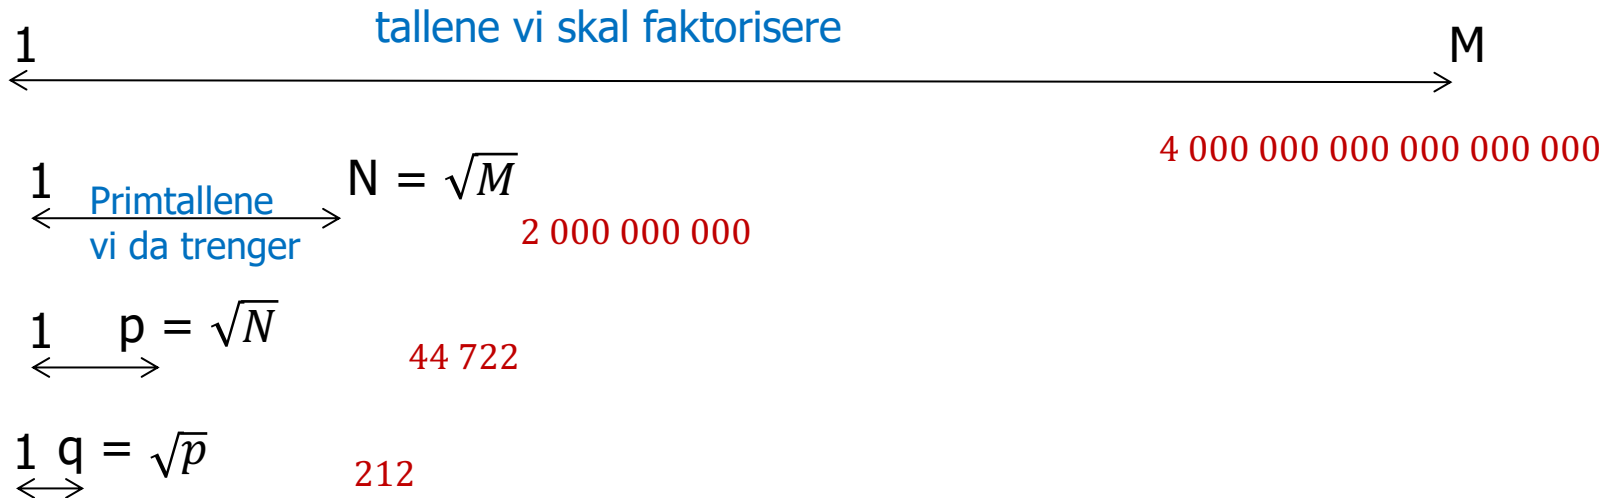 tallene vi skal faktorisere
1 M
4 000 000 000 000 000 000
1 Primtallene N = √M
vi da trenger 2 000 000 000
1 p = √N
44 722
1 q = √p
212